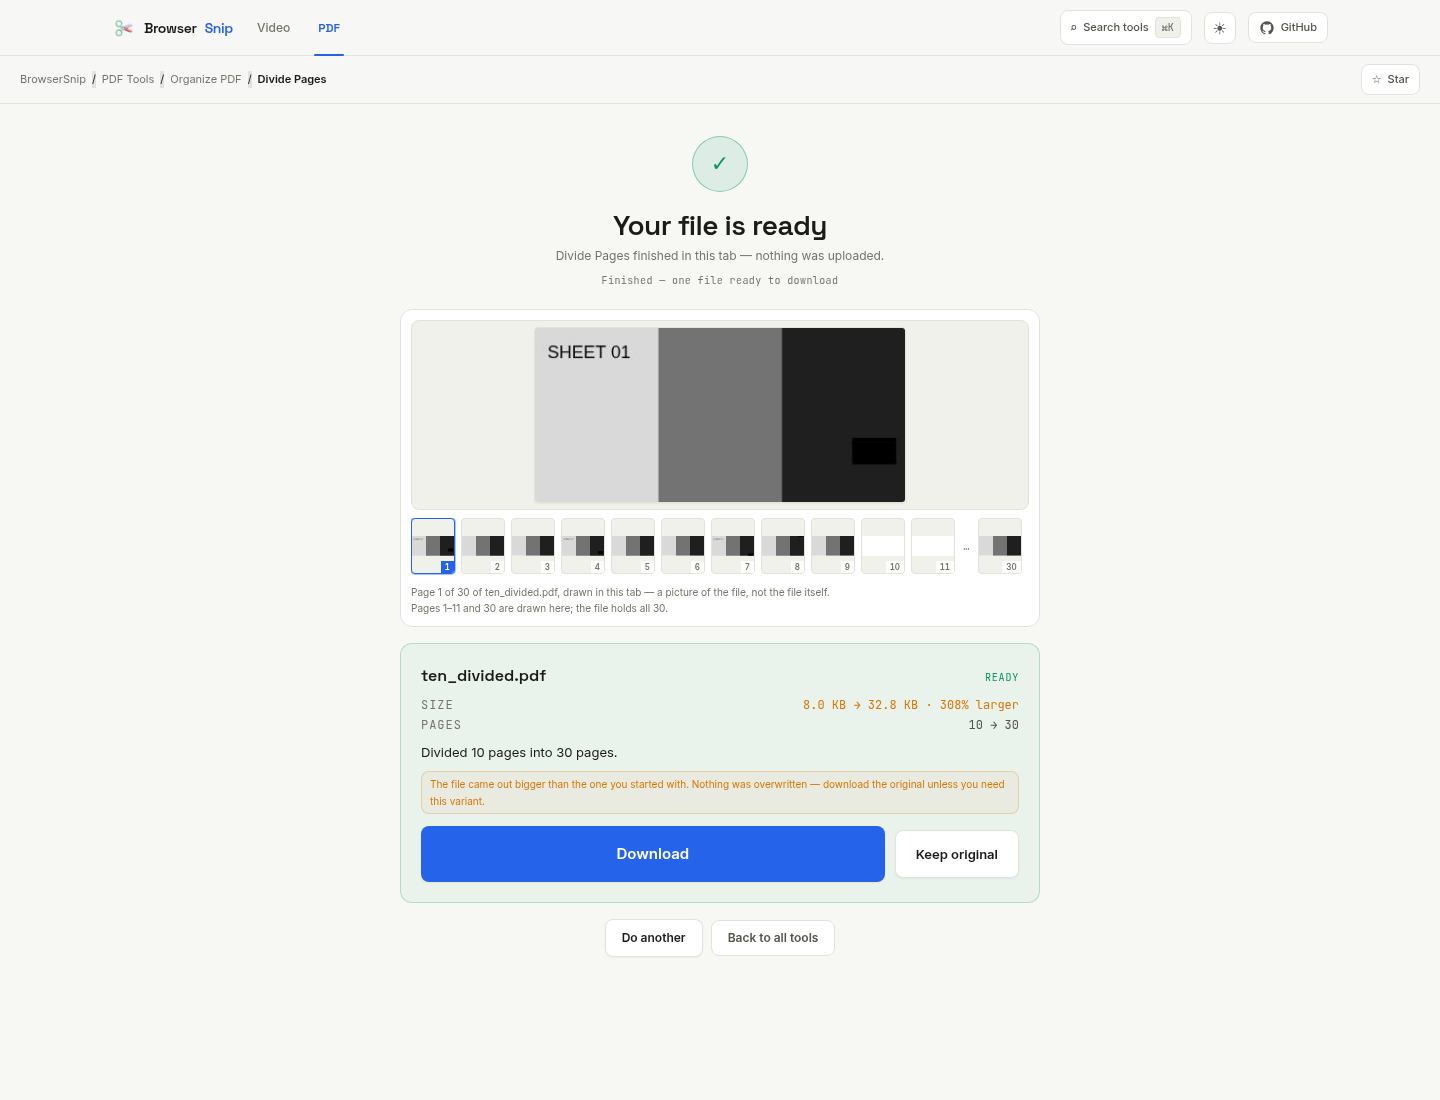 Browser Snip Video PDF Search tools ⌘K GitHub
BrowserSnip / PDF Tools / Organize PDF / Divide Pages ☆ Star
✓
Your file is ready
Divide Pages finished in this tab — nothing was uploaded.
Finished — one file ready to download
SHEET 01
1 2 3 4 5 6 7 8 9 10 11 … 30
Page 1 of 30 of ten_divided.pdf, drawn in this tab — a picture of the file, not the file itself.
Pages 1–11 and 30 are drawn here; the file holds all 30.
ten_divided.pdf READY
SIZE 8.0 KB → 32.8 KB · 308% larger
PAGES 10 → 30
Divided 10 pages into 30 pages.
The file came out bigger than the one you started with. Nothing was overwritten — download the original unless you need
this variant.
Download Keep original
Do another Back to all tools